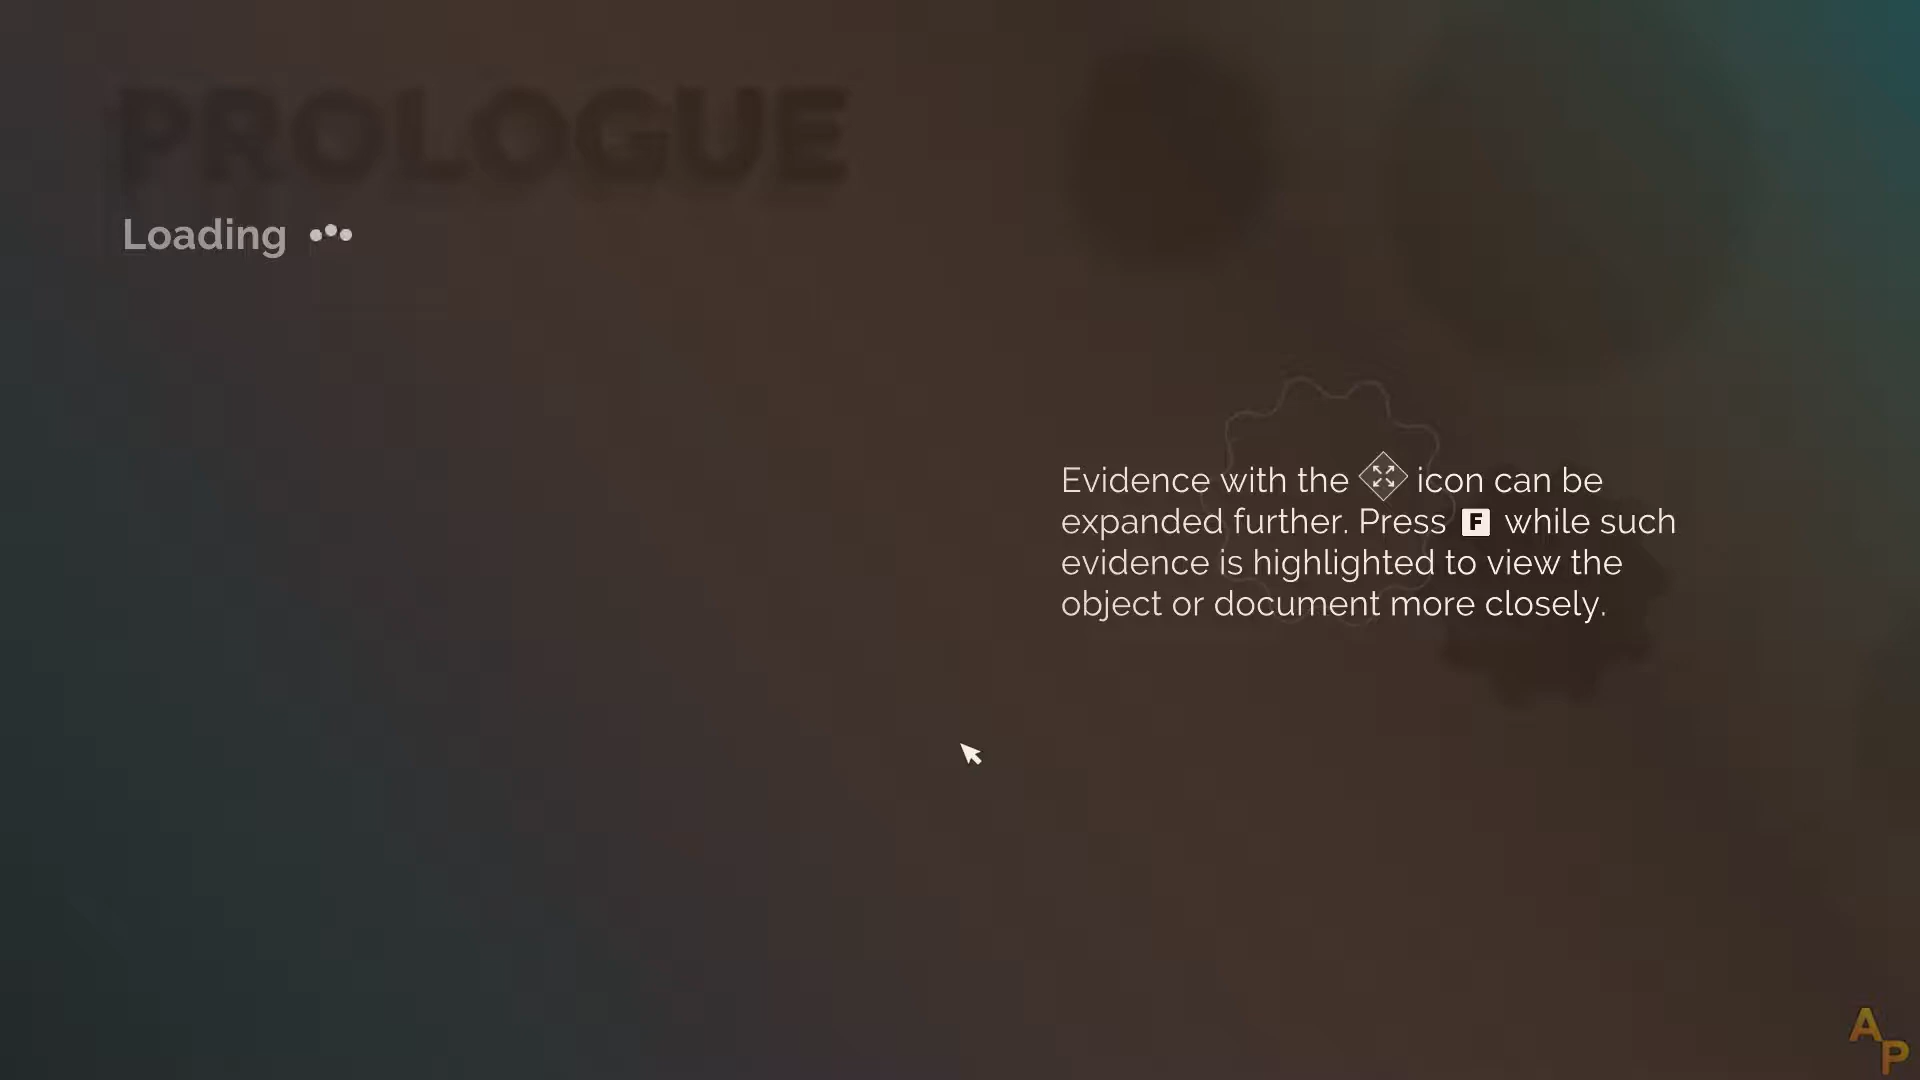 PROLOGUE
Loading
Evidence with the icon can be
expanded further. Press F while such
evidence is highlighted to view the
object or document more closely.
A
P